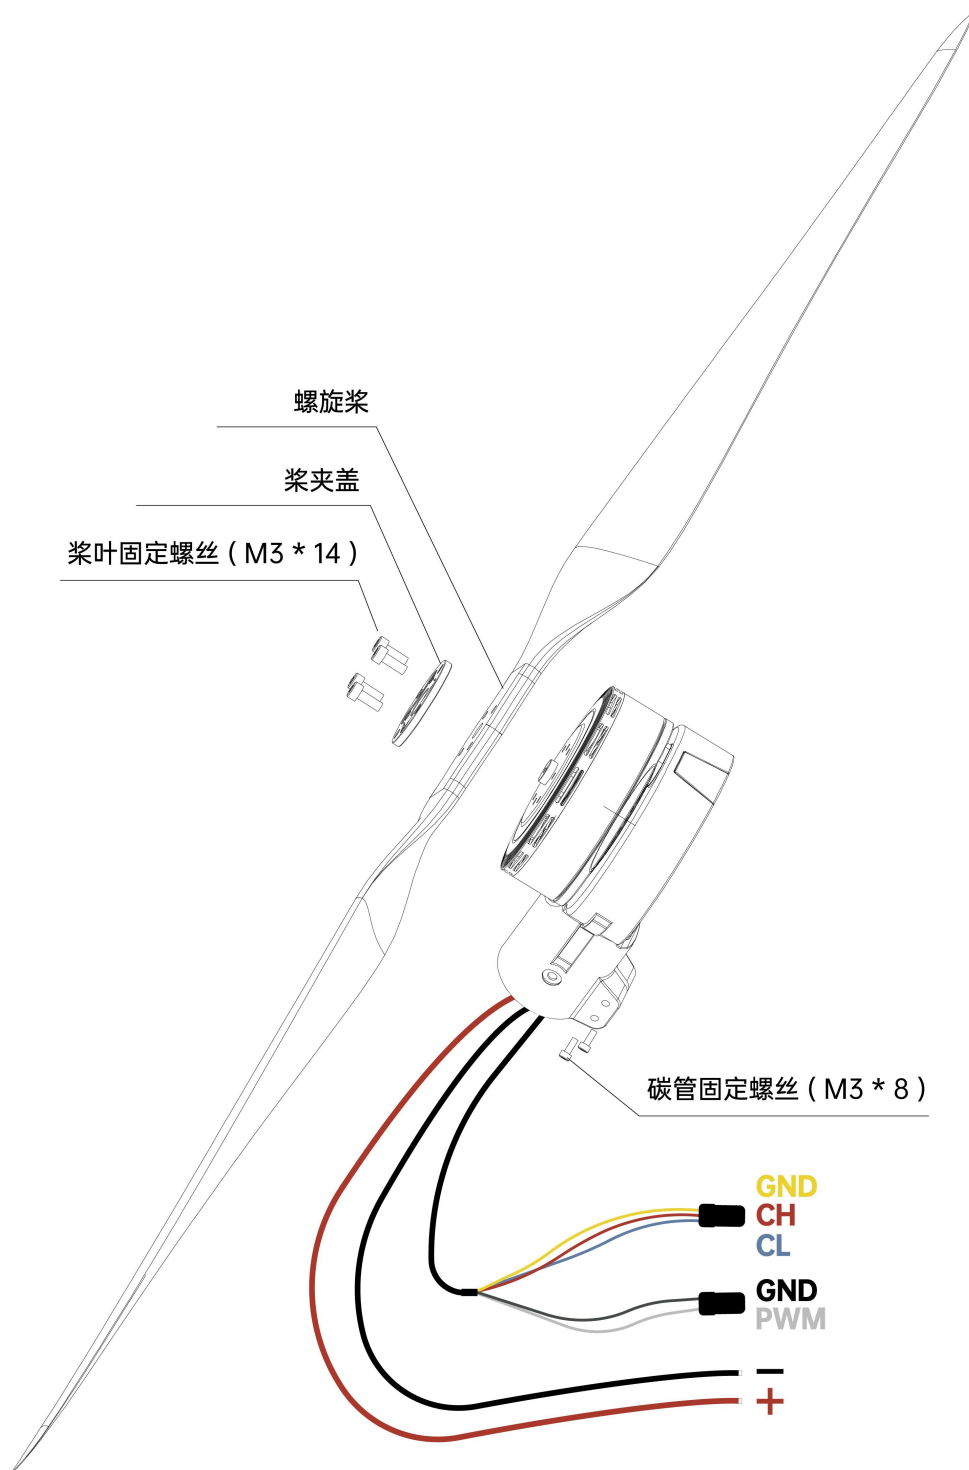 螺旋桨
桨夹盖
桨叶固定螺丝 ( M3 * 14 )
碳管固定螺丝 ( M3 * 8 )
GND
CH
CL
GND
PWM
−
+